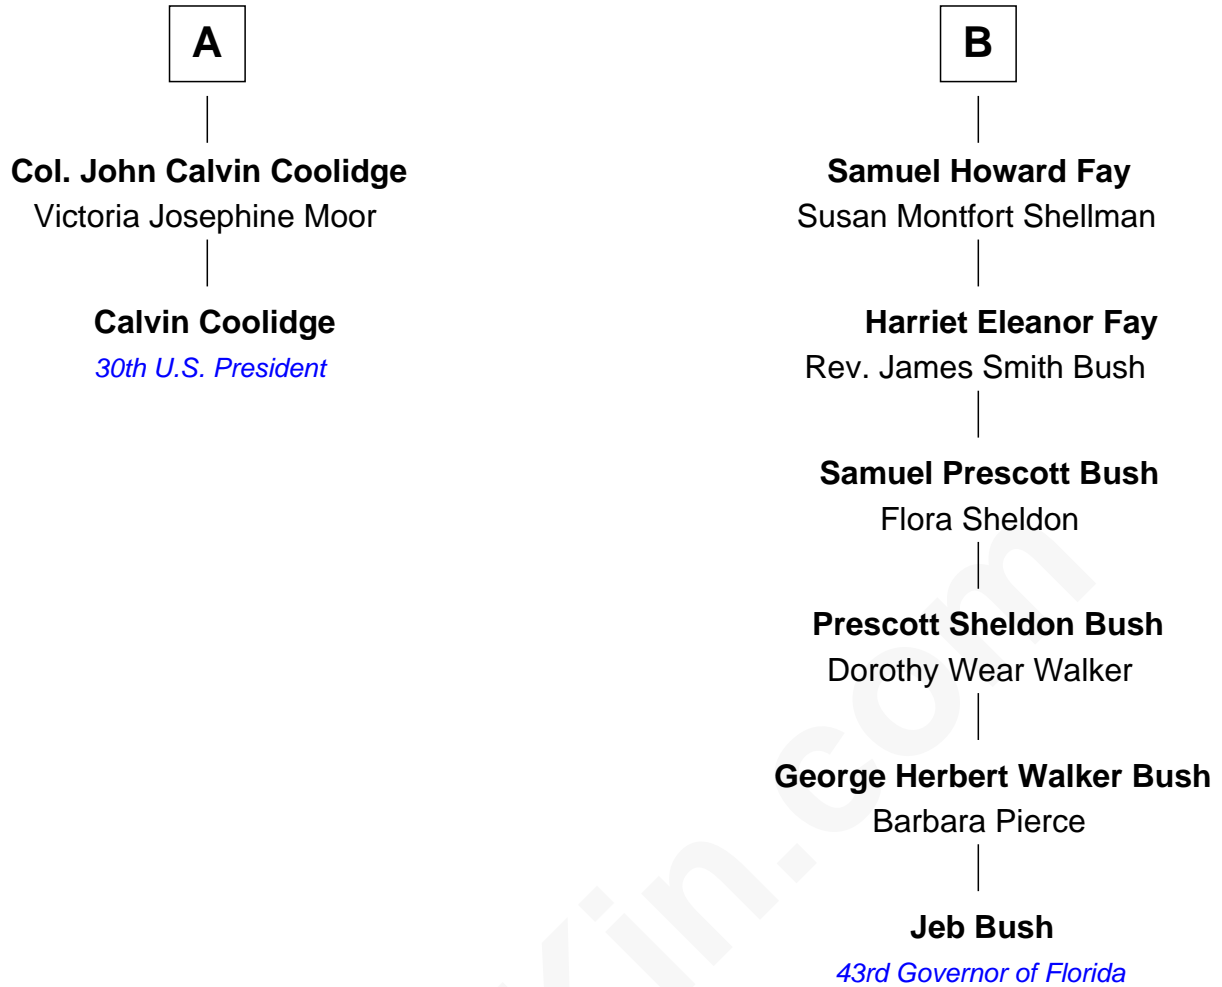 A
Col. John Calvin Coolidge
Victoria Josephine Moor
Calvin Coolidge
30th U.S. President
B
Samuel Howard Fay
Susan Montfort Shellman
Harriet Eleanor Fay
Rev. James Smith Bush
Samuel Prescott Bush
Flora Sheldon
Prescott Sheldon Bush
Dorothy Wear Walker
George Herbert Walker Bush
Barbara Pierce
Jeb Bush
43rd Governor of Florida